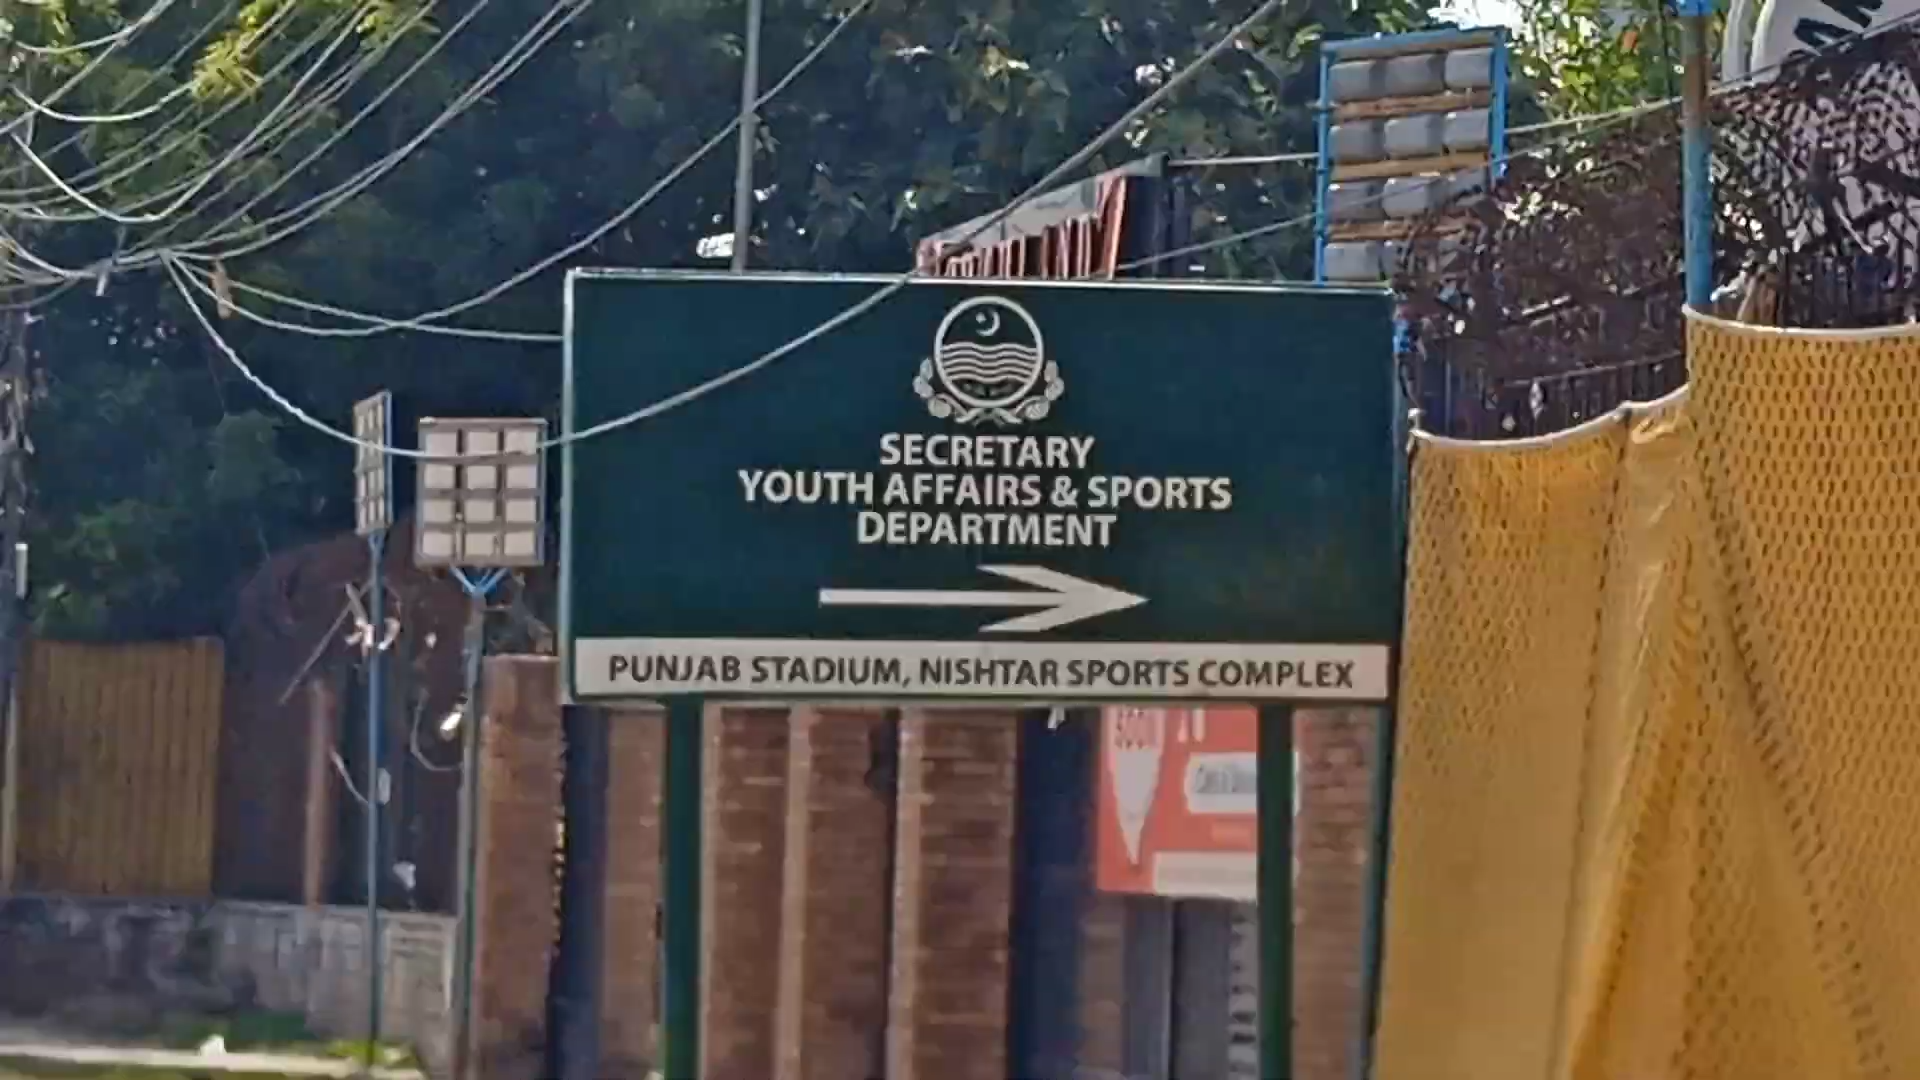 SECRETARY
YOUTH AFFAIRS & SPORTS
DEPARTMENT
PUNJAB STADIUM, NISHTAR SPORTS COMPLEX